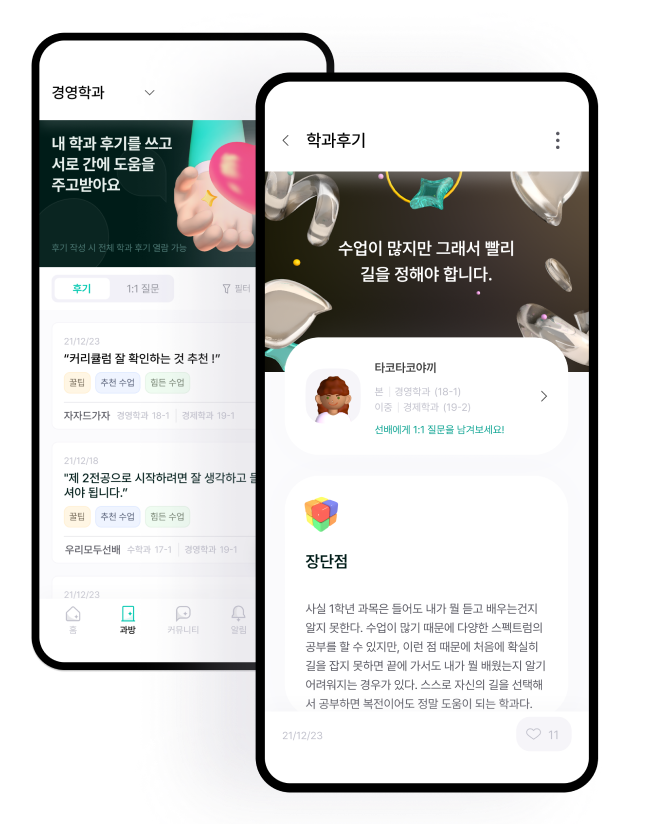 경영학과
내 학과 후기를 쓰고
서로 간에 도움을
주고받아요
후기 작성 시 전체 학과 후기 열람 가능
후기
1:1 질문
필터
21/12/23
“커리큘럼 잘 확인하는 것 추천 !”
꿀팁 추천 수업 힘든 수업
자자드가자 경영학과 18-1 | 경제학과 19-1
21/12/18
"제 2전공으로 시작하려면 잘 생각하고
셔야 됩니다.”
꿀팁 추천 수업 힘든 수업
우리모두선배 수학과 17-1 | 경영학과 19-1
21/12/23
홈 과방 커뮤니티 알림
학과후기
수업이 많지만 그래서 빨리
길을 정해야 합니다.
타코타코야끼
본 | 경영학과 (18-1)
이중 | 경제학과 (19-2)
선배에게 1:1 질문을 남겨보세요!
장단점
사실 1학년 과목은 들어도 내가 뭘 듣고 배우는건지
알지 못한다. 수업이 많기 때문에 다양한 스펙트럼의
공부를 할 수 있지만, 이런 점 때문에 처음에 확실히
길을 잡지 못하면 끝에 가서도 내가 뭘 배웠는지 알기
어려워지는 경우가 있다. 스스로 자신의 길을 선택해
서 공부하면 복전이어도 정말 도움이 되는 학과다.
21/12/23
11